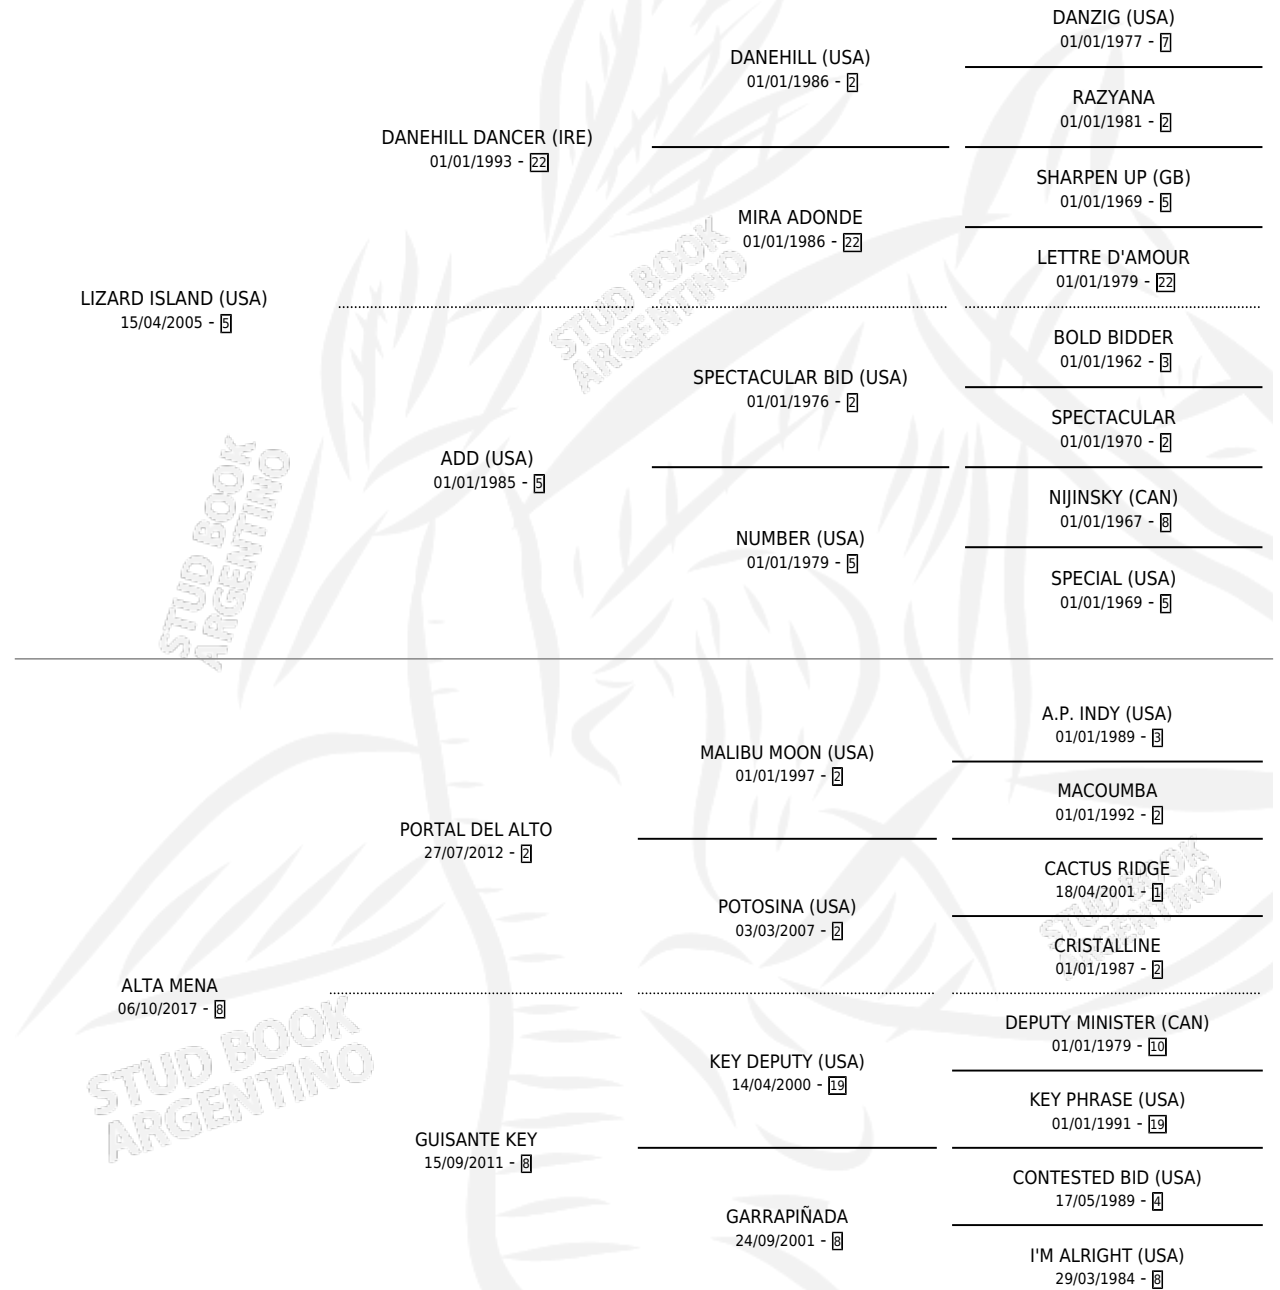 DANZIG (USA)
01/01/1977 - 7
DANEHILL (USA)
01/01/1986 - 2
RAZYANA
01/01/1981 - 2
DANEHILL DANCER (IRE)
01/01/1993 - 22
SHARPEN UP (GB)
01/01/1969 - 5
MIRA ADONDE
01/01/1986 - 22
LETTRE D'AMOUR
01/01/1979 - 22
LIZARD ISLAND (USA)
15/04/2005 - 5
BOLD BIDDER
01/01/1962 - 3
SPECTACULAR BID (USA)
01/01/1976 - 2
SPECTACULAR
01/01/1970 - 2
ADD (USA)
01/01/1985 - 5
NIJINSKY (CAN)
01/01/1967 - 8
NUMBER (USA)
01/01/1979 - 5
SPECIAL (USA)
01/01/1969 - 5
STUD BOOK
ARGENTINO
STUD BOOK
ARGENTINO
A.P. INDY (USA)
01/01/1989 - 3
MALIBU MOON (USA)
01/01/1997 - 2
MACOUMBA
01/01/1992 - 2
PORTAL DEL ALTO
27/07/2012 - 2
CACTUS RIDGE
18/04/2001 - 1
POTOSINA (USA)
03/03/2007 - 2
CRISTALLINE
01/01/1987 - 2
ALTA MENA
06/10/2017 - 8
DEPUTY MINISTER (CAN)
01/01/1979 - 10
KEY DEPUTY (USA)
14/04/2000 - 19
KEY PHRASE (USA)
01/01/1991 - 19
GUISANTE KEY
15/09/2011 - 8
CONTESTED BID (USA)
17/05/1989 - 4
GARRAPIÑADA
24/09/2001 - 8
I'M ALRIGHT (USA)
29/03/1984 - 8
STUD BOOK
ARGENTINO
STUD BOOK
ARGENTINO